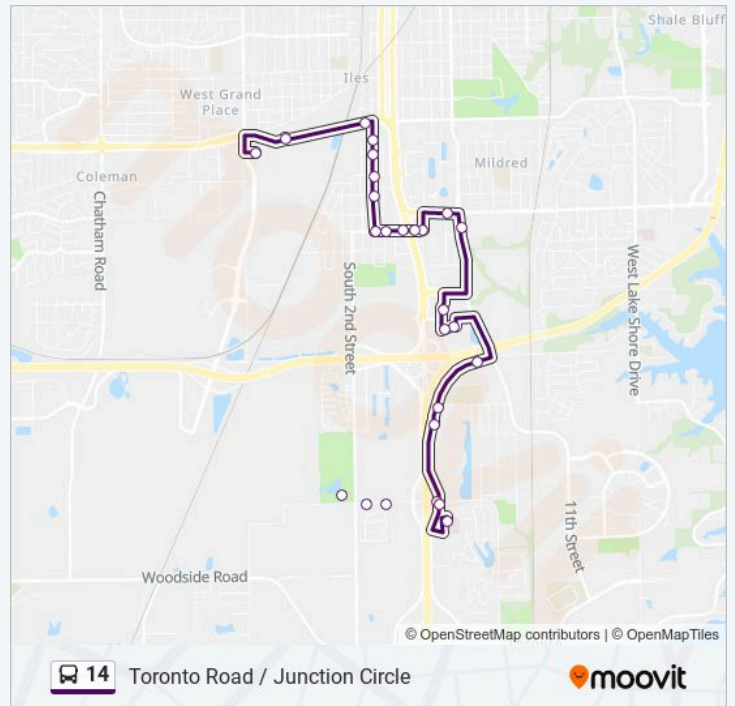 Shale Bluff
Iles
West Grand
Place
Mildred
Coleman
Chatham Road
South 2nd Street
West Lake Shore Drive
11th Street
Woodside Road
© OpenStreetMap contributors | © OpenMapTiles
14 Toronto Road / Junction Circle
moovit